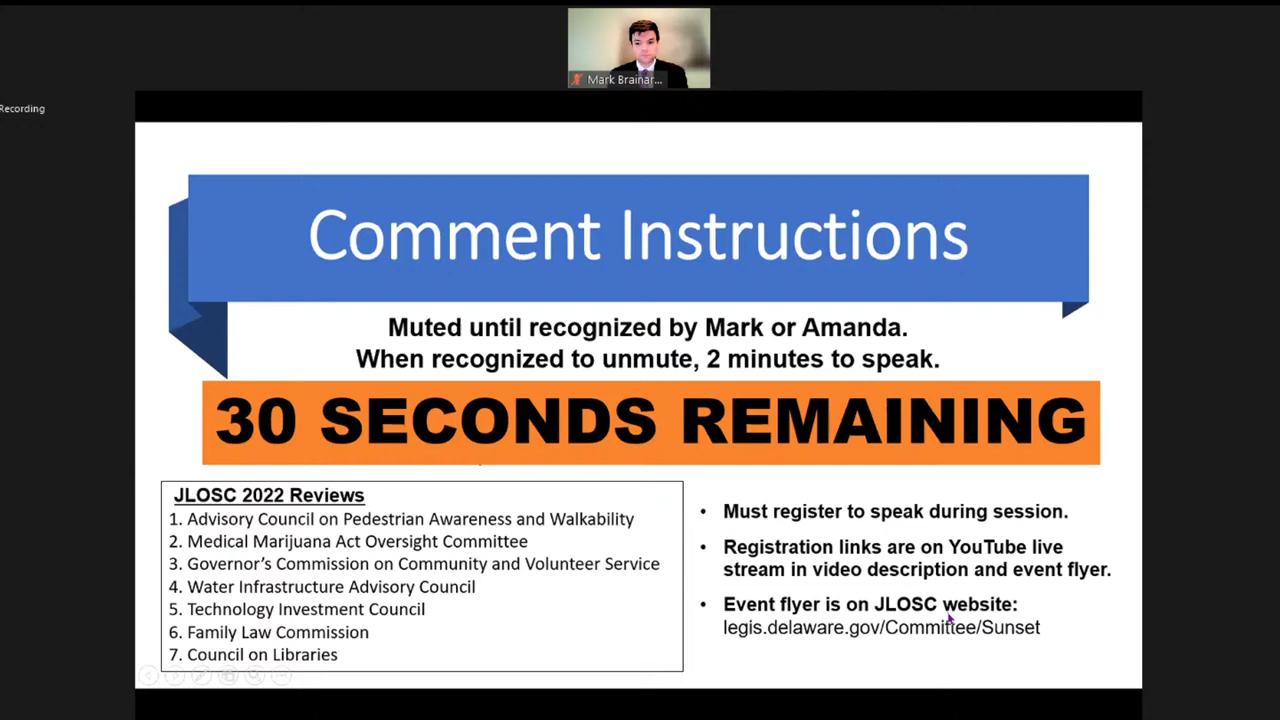 Mark Brainar...
Recording
Comment Instructions
Muted until recognized by Mark or Amanda.
When recognized to unmute, 2 minutes to speak.
30 SECONDS REMAINING
JLOSC 2022 Reviews
1. Advisory Council on Pedestrian Awareness and Walkability
2. Medical Marijuana Act Oversight Committee
3. Governor’s Commission on Community and Volunteer Service
4. Water Infrastructure Advisory Council
5. Technology Investment Council
6. Family Law Commission
7. Council on Libraries
• Must register to speak during session.
• Registration links are on YouTube live
stream in video description and event flyer.
• Event flyer is on JLOSC website:
legis.delaware.gov/Committee/Sunset